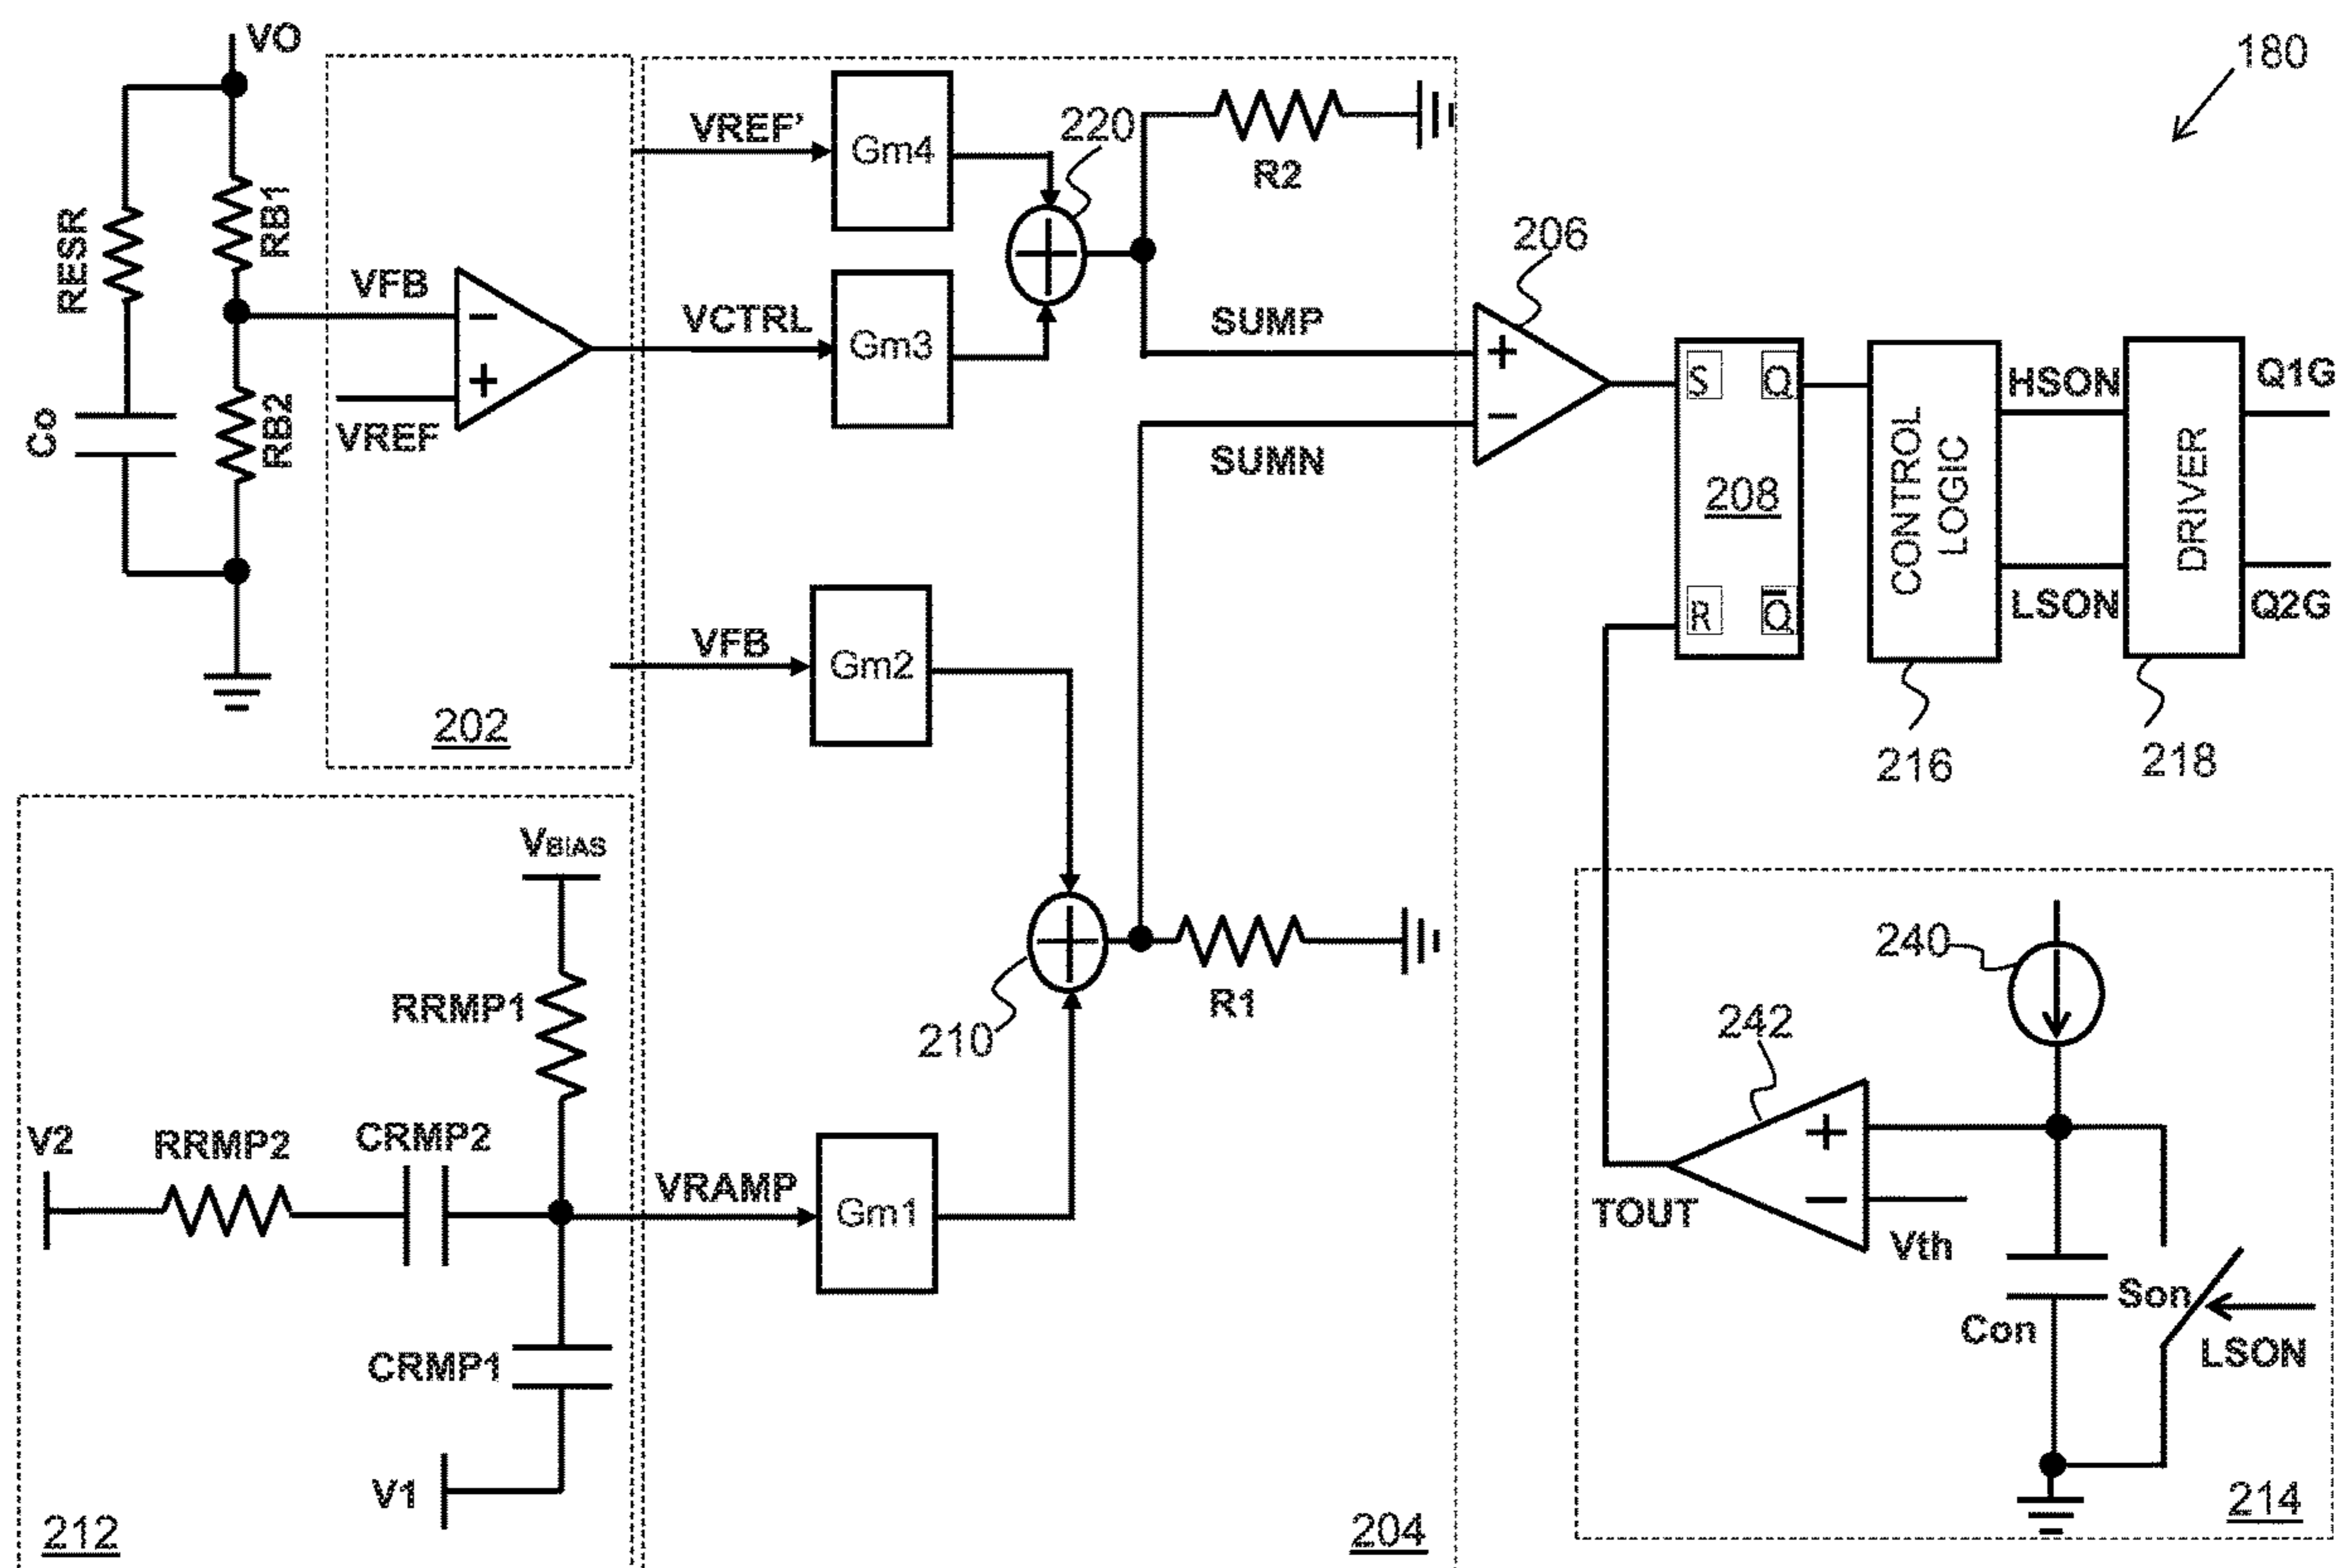 VO
180
VREF'
Gm4
220
R2
RESR
RB1
206
VFB
VCTRL
Gm3
SUMP
−
+
+
−
S
Q
HSON
Q1G
Co
RB2
VREF
SUMN
208
CONTROL
LOGIC
DRIVER
R
Q
LSON
Q2G
VFB
Gm2
202
216
218
VBIAS
RRMP1
210
R1
240
242
V2
RRMP2
CRMP2
VRAMP
Gm1
+
−
TOUT
Vth
Son
Con
LSON
CRMP1
V1
212
204
214